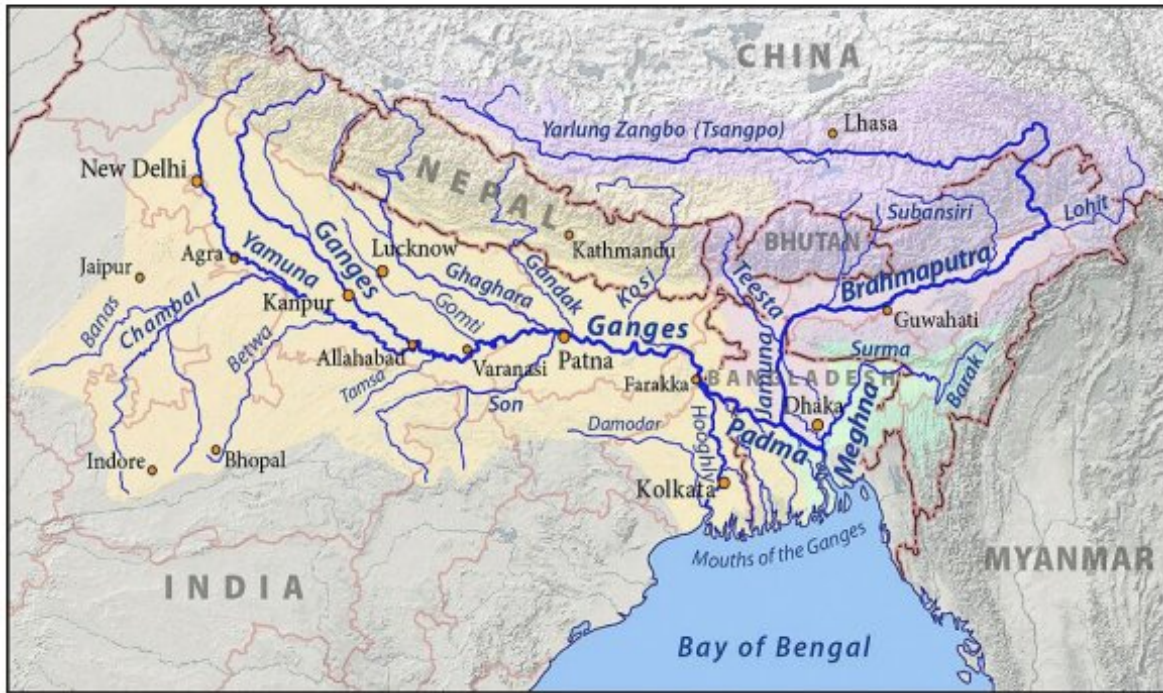 CHINA
Yarlung Zangbo (Tsangpo)
Lhasa
New Delhi
NEPAL
Subansiri
Lohit
Kathmandu
BHUTAN
Ganges
Lucknow
Agra
Yamuna
Jaipur
Ghaghara
Gandak
Kosi
Teesta
Brahmaputra
Kanpur
Banas
Chambal
Gomti
Guwahati
Betwa
Ganges
Allahabad
Varanasi
Patna
Surma
Tamsa
Farakka
BANGLADESH
Jamuna
Barak
Son
Dhaka
Meghna
Damodar
Hooghly
Padma
Indore
Bhopal
Kolkata
Mouths of the Ganges
INDIA
MYANMAR
Bay of Bengal